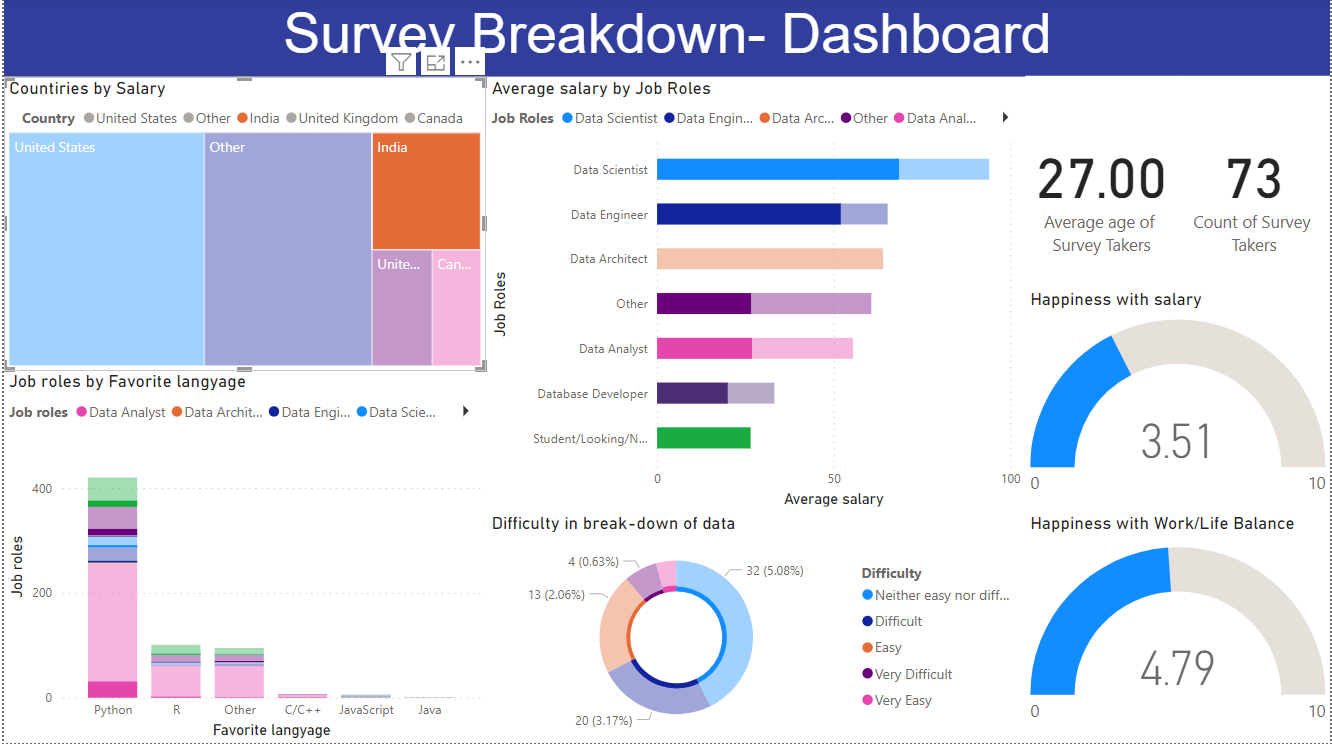 Survey Breakdown- Dashboard
Countiries by Salary
Country United States Other India United Kingdom Canada
United States
Other
India
Unite...
Can...
Average salary by Job Roles
Job Roles Data Scientist Data Engin... Data Arc... Other Data Anal...
Job Roles
Data Scientist
Data Engineer
Data Architect
Other
Data Analyst
Database Developer
Student/Looking/N...
0 50 100
Average salary
27.00
Average age of
Survey Takers
73
Count of Survey
Takers
Happiness with salary
3.51
0 10
Job roles by Favorite langyage
Job roles Data Analyst Data Archit... Data Engi... Data Scie...
Job roles
400
200
0
Python R Other C/C++ JavaScript Java
Favorite langyage
Difficulty in break-down of data
4 (0.63%)
32 (5.08%)
13 (2.06%)
20 (3.17%)
Difficulty
Neither easy nor diff...
Difficult
Easy
Very Difficult
Very Easy
Happiness with Work/Life Balance
4.79
0 10